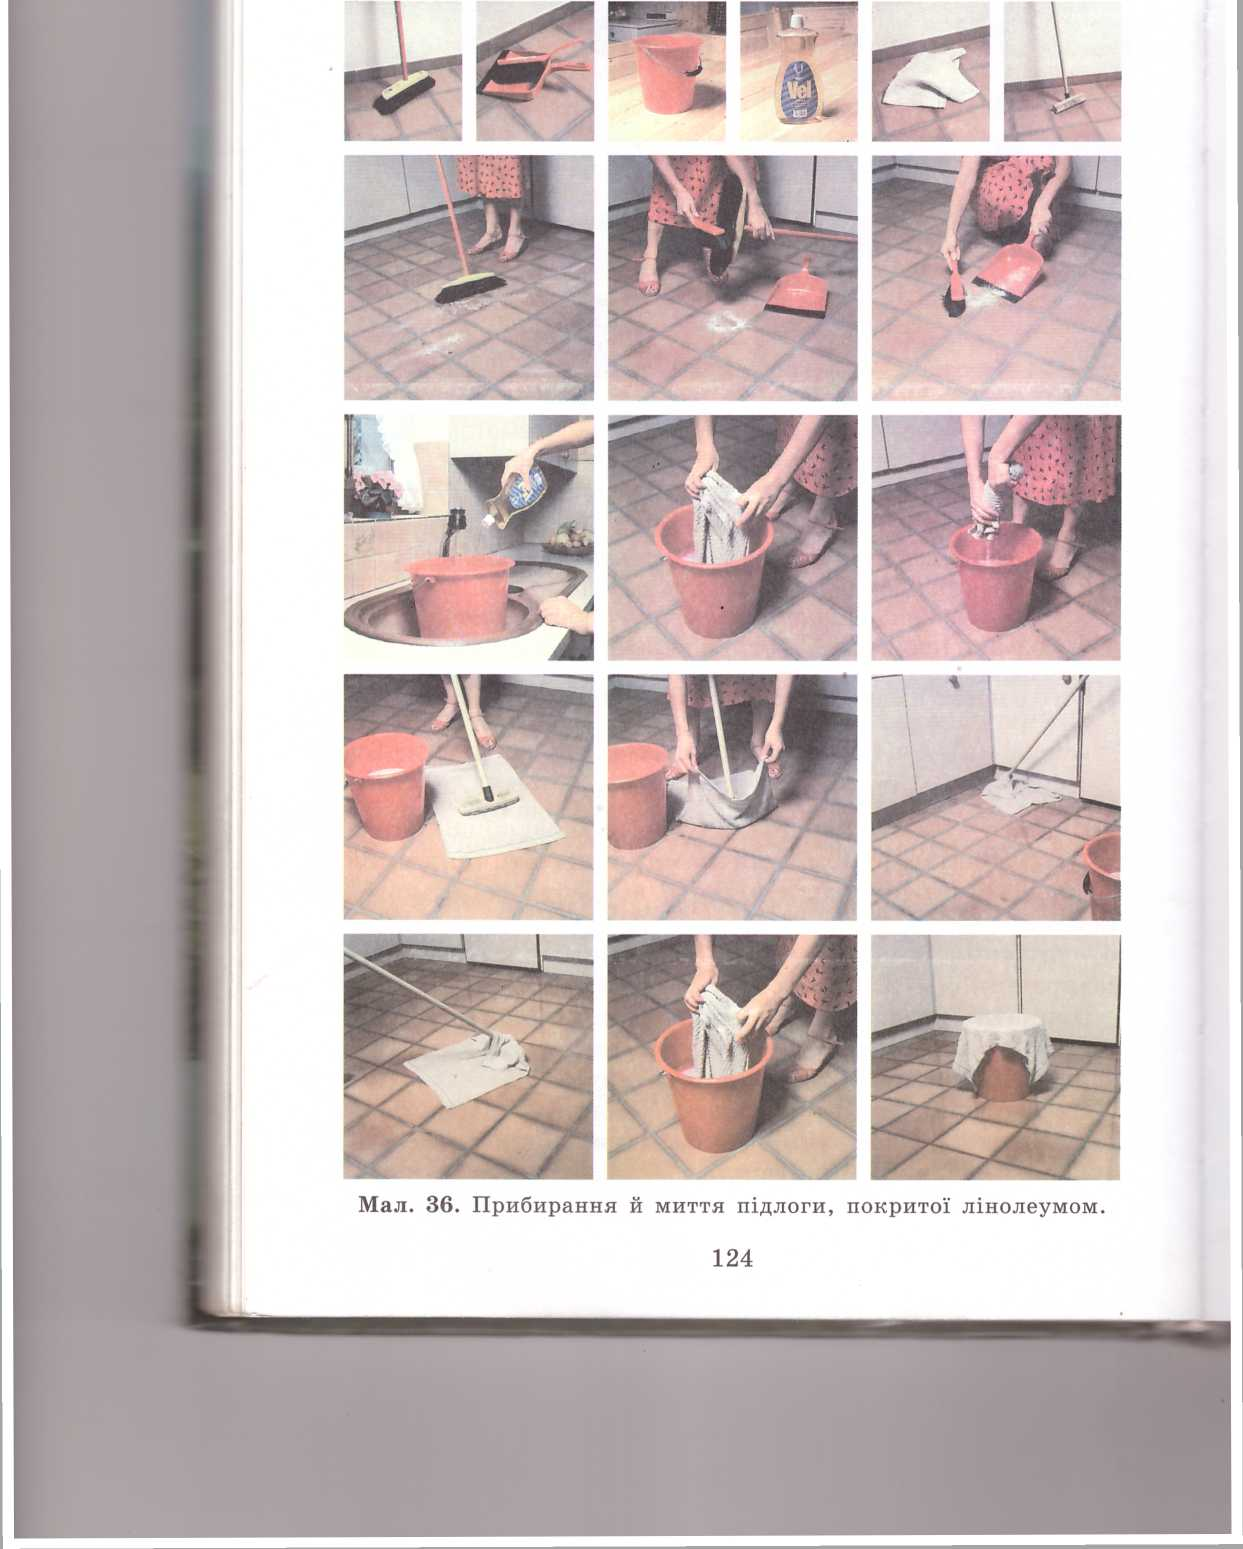 Vel
Мал. 36. Прибирання й миття підлоги, покритої лінолеумом.
124